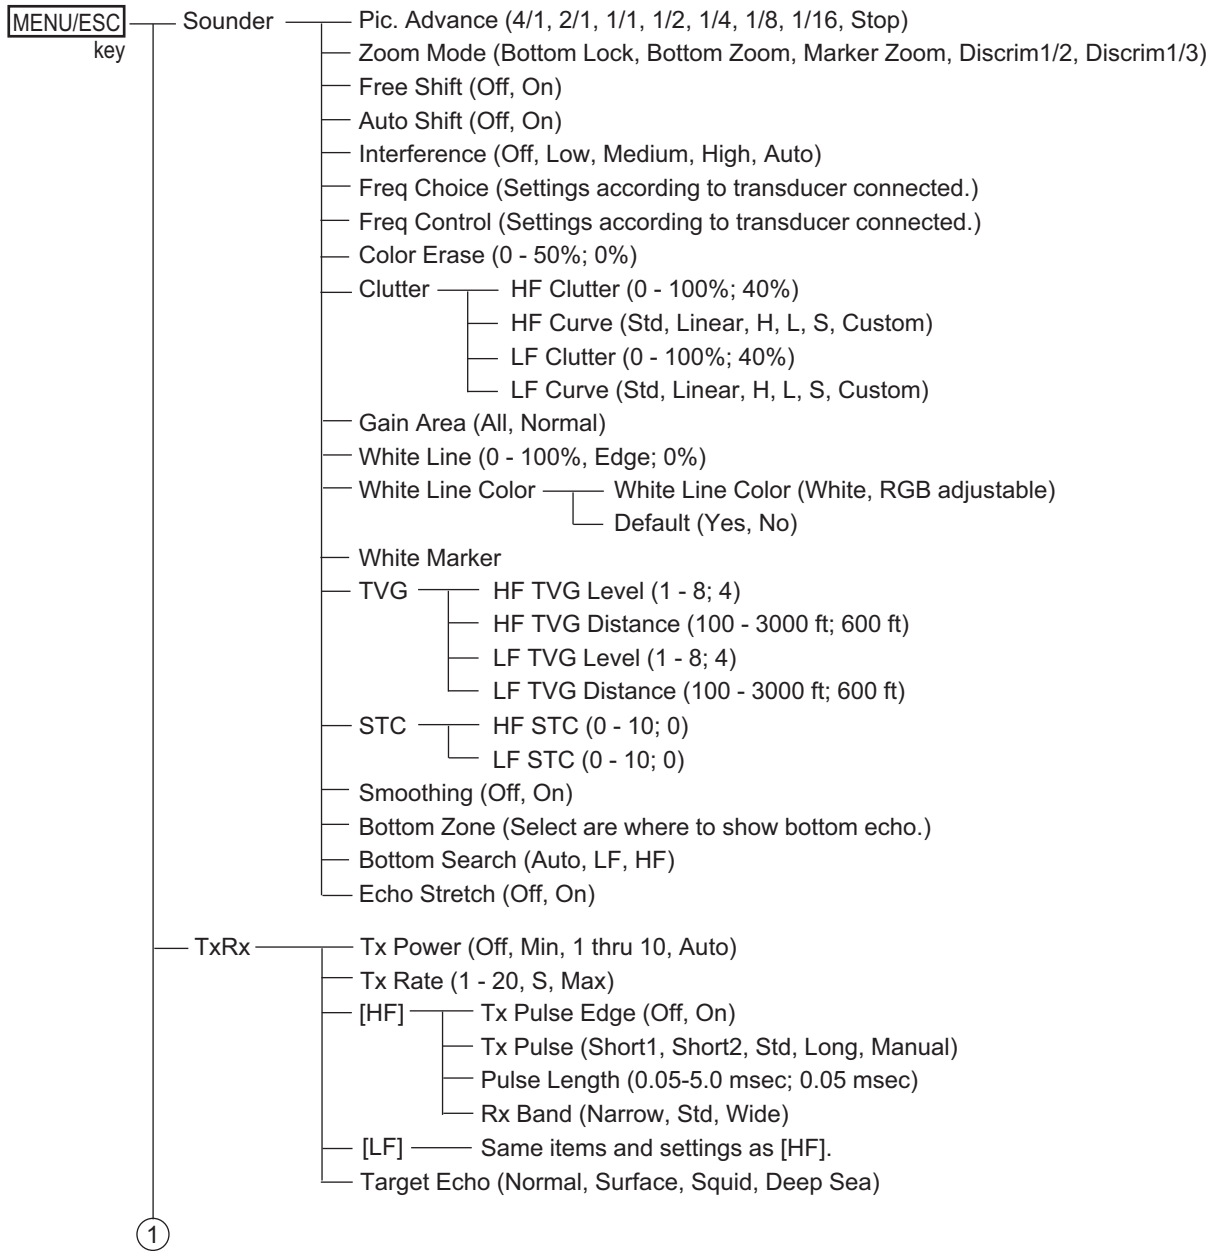 MENU/ESC
key
Sounder
Pic. Advance (4/1, 2/1, 1/1, 1/2, 1/4, 1/8, 1/16, Stop)
Zoom Mode (Bottom Lock, Bottom Zoom, Marker Zoom, Discrim1/2, Discrim1/3)
Free Shift (Off, On)
Auto Shift (Off, On)
Interference (Off, Low, Medium, High, Auto)
Freq Choice (Settings according to transducer connected.)
Freq Control (Settings according to transducer connected.)
Color Erase (0 - 50%; 0%)
Clutter
HF Clutter (0 - 100%; 40%)
HF Curve (Std, Linear, H, L, S, Custom)
LF Clutter (0 - 100%; 40%)
LF Curve (Std, Linear, H, L, S, Custom)
Gain Area (All, Normal)
White Line (0 - 100%, Edge; 0%)
White Line Color
White Line Color (White, RGB adjustable)
Default (Yes, No)
White Marker
TVG
HF TVG Level (1 - 8; 4)
HF TVG Distance (100 - 3000 ft; 600 ft)
LF TVG Level (1 - 8; 4)
LF TVG Distance (100 - 3000 ft; 600 ft)
STC
HF STC (0 - 10; 0)
LF STC (0 - 10; 0)
Smoothing (Off, On)
Bottom Zone (Select are where to show bottom echo.)
Bottom Search (Auto, LF, HF)
Echo Stretch (Off, On)
TxRx
Tx Power (Off, Min, 1 thru 10, Auto)
Tx Rate (1 - 20, S, Max)
[HF]
Tx Pulse Edge (Off, On)
Tx Pulse (Short1, Short2, Std, Long, Manual)
Pulse Length (0.05-5.0 msec; 0.05 msec)
Rx Band (Narrow, Std, Wide)
[LF]
Same items and settings as [HF].
Target Echo (Normal, Surface, Squid, Deep Sea)
1